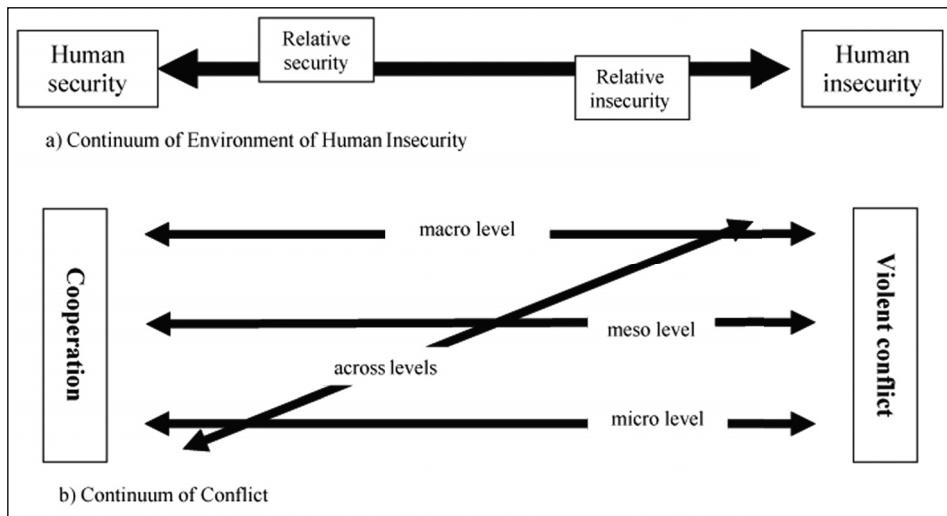 Human
security
Relative
security
Relative
insecurity
Human
insecurity
a) Continuum of Environment of Human Insecurity
Cooperation
macro level
meso level
across levels
micro level
Violent conflict
b) Continuum of Conflict